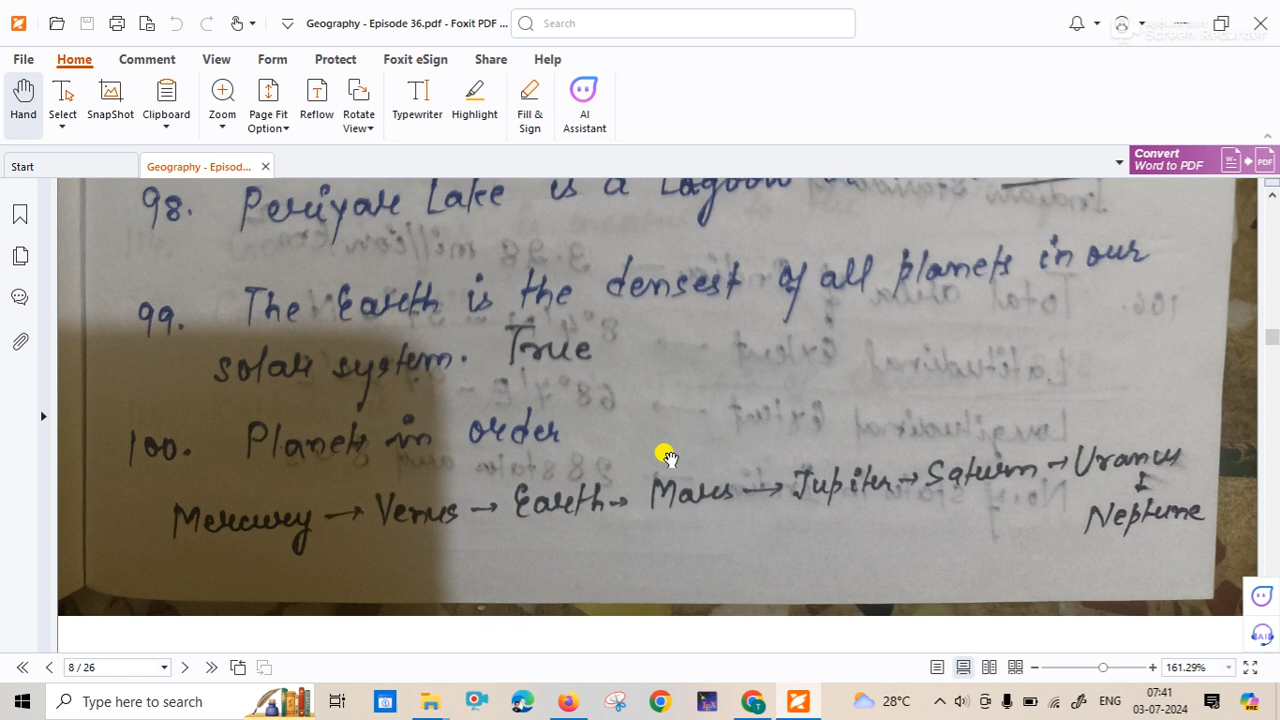 Geography - Episode 36.pdf - Foxit PDF ...
Search
File Home Comment View Form Protect Foxit eSign Share Help
Hand Select SnapShot Clipboard Zoom Page Fit Option Reflow Rotate View Typewriter Highlight Fill & Sign AI Assistant
Start Geography - Episod...
Convert Word to PDF
98. Periyar Lake is a Lagoon
99. The Earth is the densest of all planets in our
solar system. True
100. Planets in order
Mercury → Venus → Earth → Mars → Jupiter → Saturn → Uranus
↓
Neptune
8 / 26
161.29%
Type here to search
28°C
ENG
07:41
03-07-2024